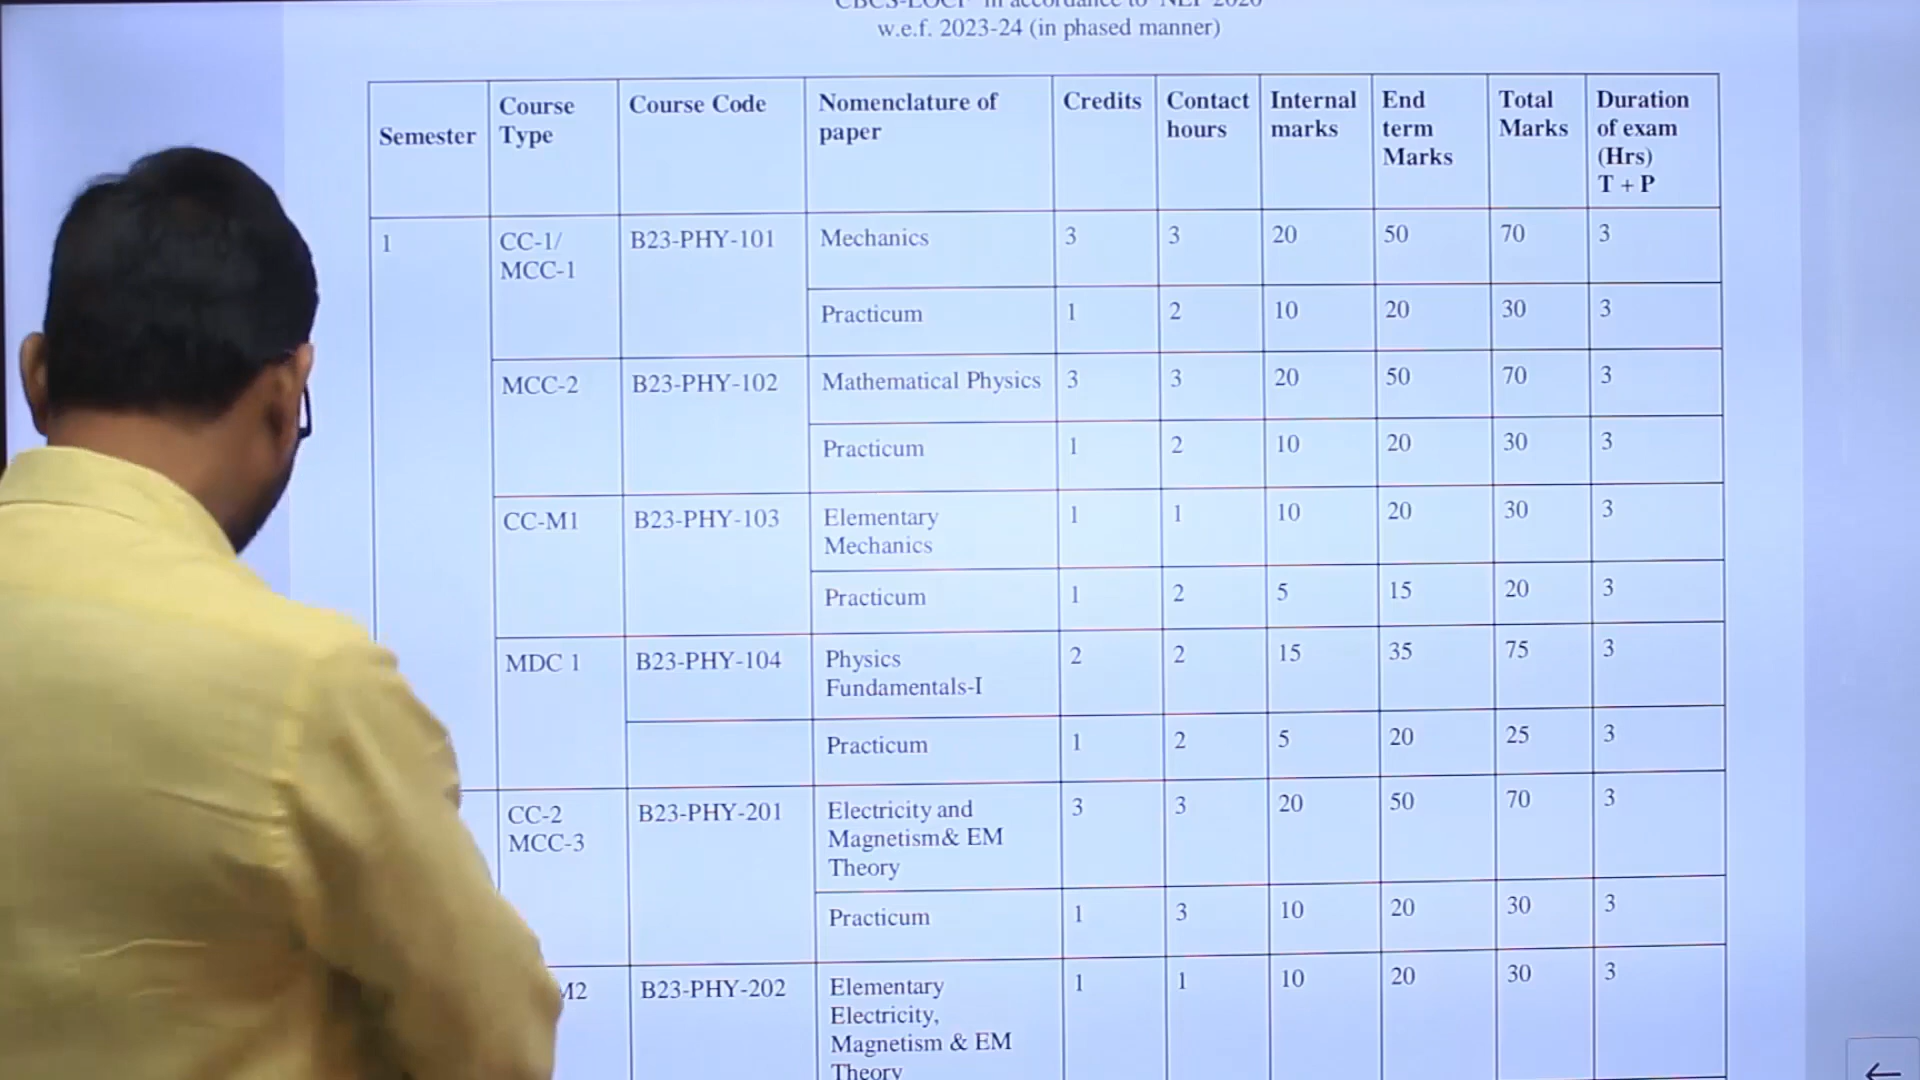 w.e.f. 2023-24 (in phased manner)
Semester Course Type Course Code Nomenclature of paper Credits Contact hours Internal marks End term Marks Total Marks Duration of exam (Hrs) T + P
1 CC-1/ MCC-1 B23-PHY-101 Mechanics 3 3 20 50 70 3
Practicum 1 2 10 20 30 3
MCC-2 B23-PHY-102 Mathematical Physics 3 3 20 50 70 3
Practicum 1 2 10 20 30 3
CC-M1 B23-PHY-103 Elementary Mechanics 1 1 10 20 30 3
Practicum 1 2 5 15 20 3
MDC 1 B23-PHY-104 Physics Fundamentals-I 2 2 15 35 75 3
Practicum 1 2 5 20 25 3
CC-2 MCC-3 B23-PHY-201 Electricity and Magnetism& EM Theory 3 3 20 50 70 3
Practicum 1 3 10 20 30 3
M2 B23-PHY-202 Elementary Electricity, Magnetism & EM Theory 1 1 10 20 30 3